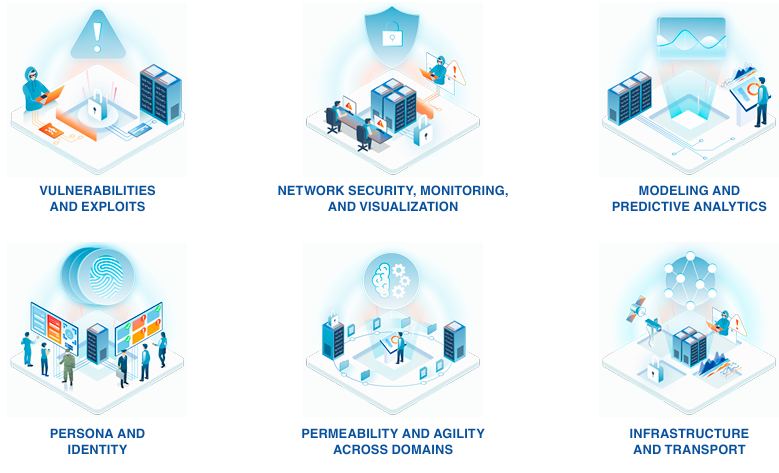 VULNERABILITIES
AND EXPLOITS
NETWORK SECURITY, MONITORING,
AND VISUALIZATION
MODELING AND
PREDICTIVE ANALYTICS
PERSONA AND
IDENTITY
PERMEABILITY AND AGILITY
ACROSS DOMAINS
INFRASTRUCTURE
AND TRANSPORT